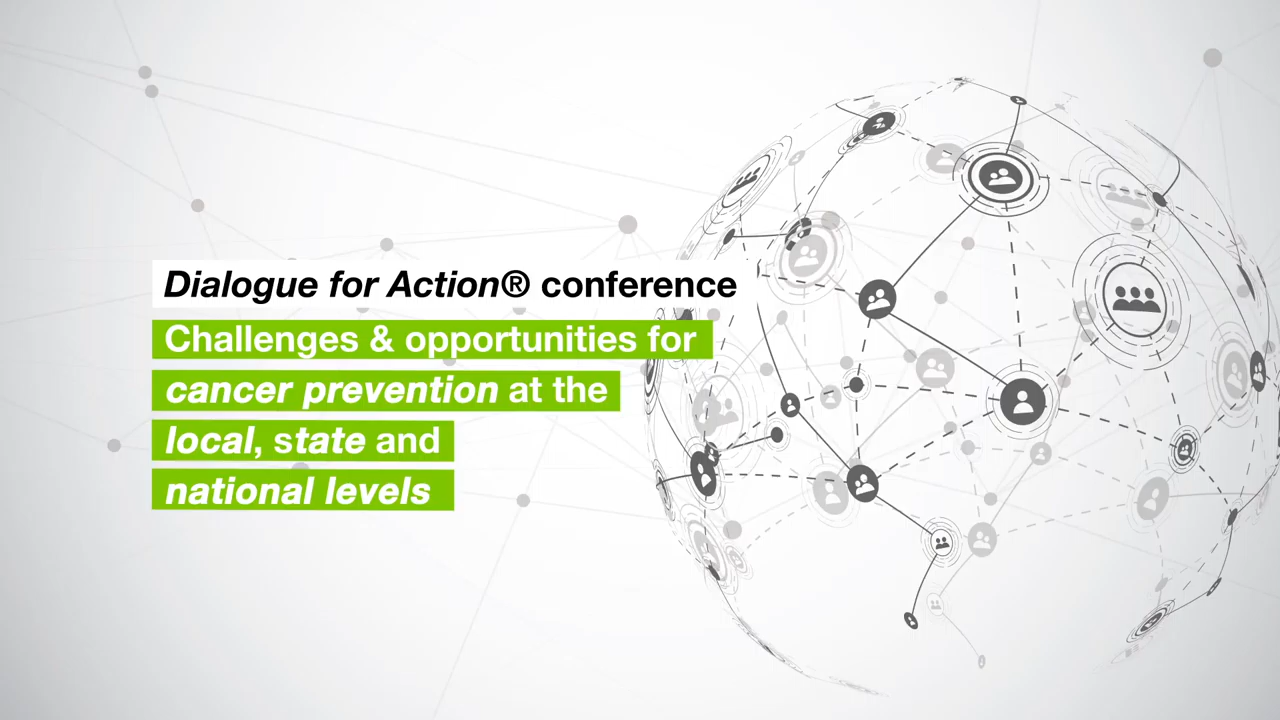 Dialogue for Action® conference
Challenges & opportunities for
cancer prevention at the
local, state and
national levels